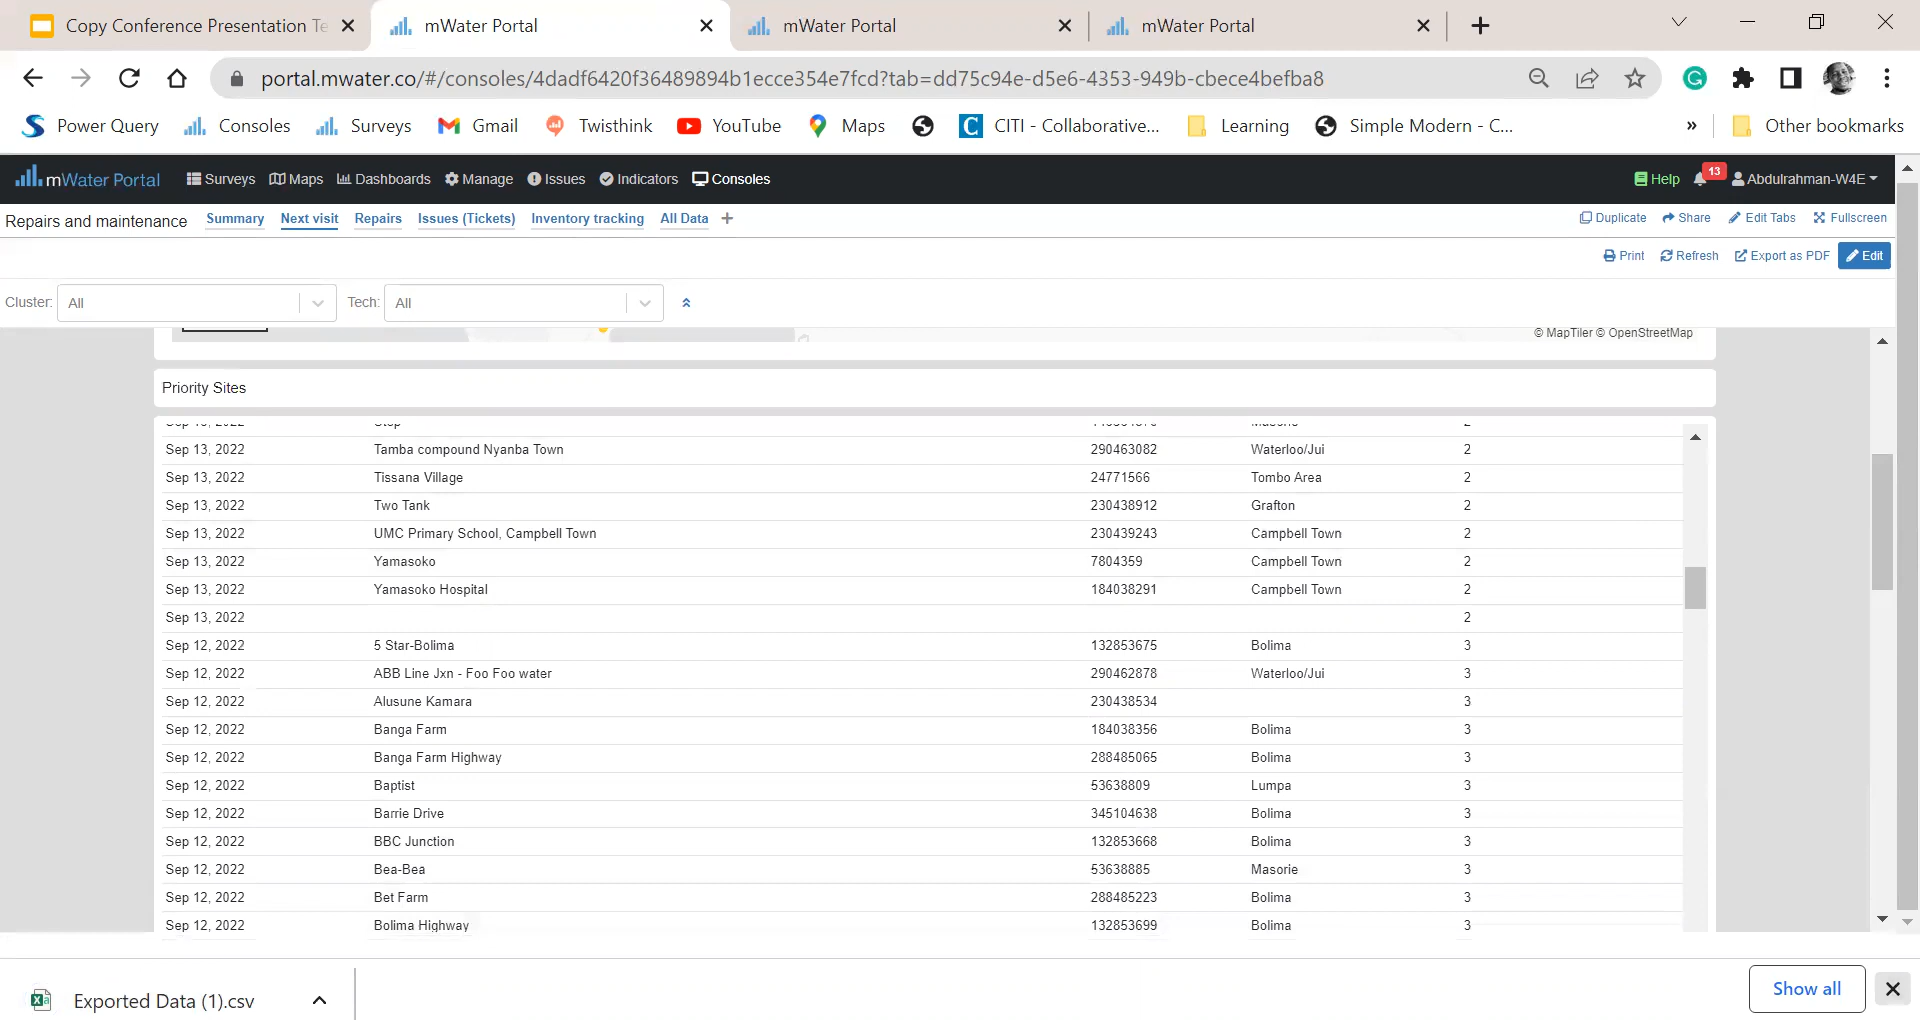 Copy Conference Presentation Te
mWater Portal
mWater Portal
mWater Portal
portal.mwater.co/#/consoles/4dadf6420f36489894b1ecce354e7fcd?tab=dd75c94e-d5e6-4353-949b-cbece4befba8
Power Query Consoles Surveys Gmail Twisthink YouTube Maps CITI - Collaborative... Learning Simple Modern - C... » Other bookmarks
mWater Portal Surveys Maps Dashboards Manage Issues Indicators Consoles Help 13 Abdulrahman-W4E
Repairs and maintenance Summary Next visit Repairs Issues (Tickets) Inventory tracking All Data + Duplicate Share Edit Tabs Fullscreen
Print Refresh Export as PDF Edit
Cluster: All Tech: All
© MapTiler © OpenStreetMap
Priority Sites
Sep 13, 2022 Tamba compound Nyanba Town 290463082 Waterloo/Jui 2
Sep 13, 2022 Tissana Village 24771566 Tombo Area 2
Sep 13, 2022 Two Tank 230438912 Grafton 2
Sep 13, 2022 UMC Primary School, Campbell Town 230439243 Campbell Town 2
Sep 13, 2022 Yamasoko 7804359 Campbell Town 2
Sep 13, 2022 Yamasoko Hospital 184038291 Campbell Town 2
Sep 13, 2022 2
Sep 12, 2022 5 Star-Bolima 132853675 Bolima 3
Sep 12, 2022 ABB Line Jxn - Foo Foo water 290462878 Waterloo/Jui 3
Sep 12, 2022 Alusune Kamara 230438534 3
Sep 12, 2022 Banga Farm 184038356 Bolima 3
Sep 12, 2022 Banga Farm Highway 288485065 Bolima 3
Sep 12, 2022 Baptist 53638809 Lumpa 3
Sep 12, 2022 Barrie Drive 345104638 Bolima 3
Sep 12, 2022 BBC Junction 132853668 Bolima 3
Sep 12, 2022 Bea-Bea 53638885 Masorie 3
Sep 12, 2022 Bet Farm 288485223 Bolima 3
Sep 12, 2022 Bolima Highway 132853699 Bolima 3
Exported Data (1).csv Show all